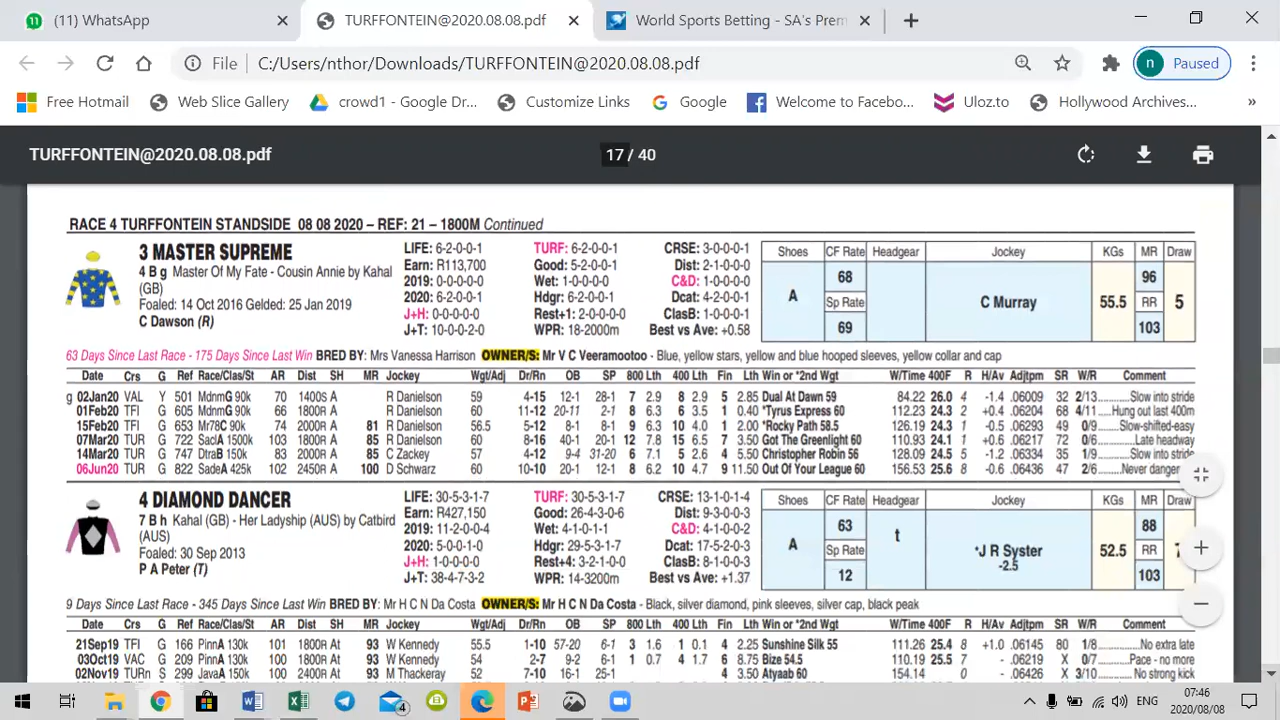 (11) WhatsApp
TURFFONTEIN@2020.08.08.pdf
World Sports Betting - SA's Prem
File C:/Users/nthor/Downloads/TURFFONTEIN@2020.08.08.pdf
n Paused
Free Hotmail Web Slice Gallery crowd1 - Google Dr... Customize Links Google Welcome to Facebo... Uloz.to Hollywood Archives... »
TURFFONTEIN@2020.08.08.pdf 17 / 40
RACE 4 TURFFONTEIN STANDSIDE 08 08 2020 – REF: 21 – 1800M Continued
3 MASTER SUPREME
4 B g Master Of My Fate - Cousin Annie by Kahal
(GB)
Foaled: 14 Oct 2016 Gelded: 25 Jan 2019
C Dawson (R)
LIFE: 6-2-0-0-1 TURF: 6-2-0-0-1 CRSE: 3-0-0-0-1
Earn: R113,700 Good: 5-2-0-0-1 Dist: 2-1-0-0-0
2019: 0-0-0-0-0 Wet: 1-0-0-0-0 C&D: 1-0-0-0-0
2020: 6-2-0-0-1 Hdgr: 6-2-0-0-1 Dcat: 4-2-0-0-1
J+H: 0-0-0-0-0 Rest+1: 2-0-0-0-0 ClasB: 1-0-0-0-1
J+T: 10-0-0-2-0 WPR: 18-2000m Best vs Ave: +0.58
Shoes CF Rate Headgear Jockey KGs MR Draw
A 68 C Murray 55.5 96 5
Sp Rate RR
69 103
63 Days Since Last Race - 175 Days Since Last Win BRED BY: Mrs Vanessa Harrison OWNER/S: Mr V C Veeramootoo - Blue, yellow stars, yellow and blue hooped sleeves, yellow collar and cap
Date Crs G Ref Race/Clas/St AR Dist SH MR Jockey Wgt/Adj Dr/Rn OB SP 800 Lth 400 Lth Fin Lth Win or *2nd Wgt W/Time 400F R H/Av Adjtpm SR W/R Comment
g 02Jan20 VAL Y 501 MdnmG 90k 70 1400S A R Danielson 59 4-15 12-1 28-1 7 2.9 8 2.9 5 2.85 Dual At Dawn 59 84.22 26.0 4 -1.4 .06009 32 2/13 Slow into stride
01Feb20 TFI G 605 MdnmG 90k 66 1800R A R Danielson 60 11-12 20-11 2-1 8 6.3 6 3.5 1 0.40 *Tyrus Express 60 112.23 24.3 2 +0.4 .06204 68 4/11 Hung out last 400m
15Feb20 TFI G 653 Mr78C 90k 74 2000R A 81 R Danielson 56.5 5-12 8-1 8-1 9 6.3 10 4.0 1 2.00 *Rocky Path 58.5 126.19 24.3 1 -0.5 .06293 49 0/9 Slow-shifted-easy
07Mar20 TUR G 722 SaciA 1500k 103 1800R A 85 R Danielson 60 8-16 40-1 20-1 12 7.8 15 6.5 7 3.50 Got The Greenlight 60 110.93 24.1 1 +0.6 .06217 72 0/6 Late headway
14Mar20 TUR G 747 DtraB 150k 83 2000R A 85 C Zackey 57 4-12 9-4 31-20 6 7.1 5 2.6 4 5.50 Christopher Robin 56 128.09 24.5 5 -1.2 .06334 35 1/9 Slow into stride
06Jun20 TUR G 822 SadeA 425k 102 2450R A 100 D Schwarz 60 10-10 20-1 12-1 8 6.2 10 4.7 9 11.50 Out Of Your League 60 156.53 25.6 8 -0.6 .06436 47 2/6 Never danger
4 DIAMOND DANCER
7 B h Kahal (GB) - Her Ladyship (AUS) by Catbird
(AUS)
Foaled: 30 Sep 2013
P A Peter (T)
LIFE: 30-5-3-1-7 TURF: 30-5-3-1-7 CRSE: 13-1-0-1-4
Earn: R427,150 Good: 26-4-3-0-6 Dist: 9-3-0-0-3
2019: 11-2-0-0-4 Wet: 4-1-0-1-1 C&D: 4-1-0-0-2
2020: 5-0-0-1-0 Hdgr: 29-5-3-1-7 Dcat: 17-5-2-0-3
J+H: 1-0-0-0-0 Rest+4: 3-2-1-0-0 ClasB: 8-1-0-0-3
J+T: 38-4-7-3-2 WPR: 14-3200m Best vs Ave: +1.37
Shoes CF Rate Headgear Jockey KGs MR Draw
A 63 t *J R Syster 52.5 88
Sp Rate -2.5 RR
12 103
9 Days Since Last Race - 345 Days Since Last Win BRED BY: Mr H C N Da Costa OWNER/S: Mr H C N Da Costa - Black, silver diamond, pink sleeves, silver cap, black peak
Date Crs G Ref Race/Clas/St AR Dist SH MR Jockey Wgt/Adj Dr/Rn OB SP 800 Lth 400 Lth Fin Lth Win or *2nd Wgt W/Time 400F R H/Av Adjtpm SR W/R Comment
21Sep19 TFI G 166 PinnA 130k 101 1800R At 93 W Kennedy 55.5 1-10 57-20 6-1 3 1.6 1 0.1 4 2.25 Sunshine Silk 55 111.26 25.4 8 +1.0 .06145 80 1/8 No extra late
03Oct19 VAC G 209 PinnA 130k 100 1800R At 93 W Kennedy 54 2-7 9-2 6-1 1 0.7 4 1.7 6 8.75 Bize 54.5 110.19 25.5 7 - .06219 X 0/7 Pace - no more
02Nov19 TURn S 299 JavaA 150k 100 2400R At 93 M Thackeray 52 7-10 16-1 25-1 4 3.50 Atyaab 60 154.14 0 - .06426 X 3/10 No strong kick
4
ENG 07:46
2020/08/08